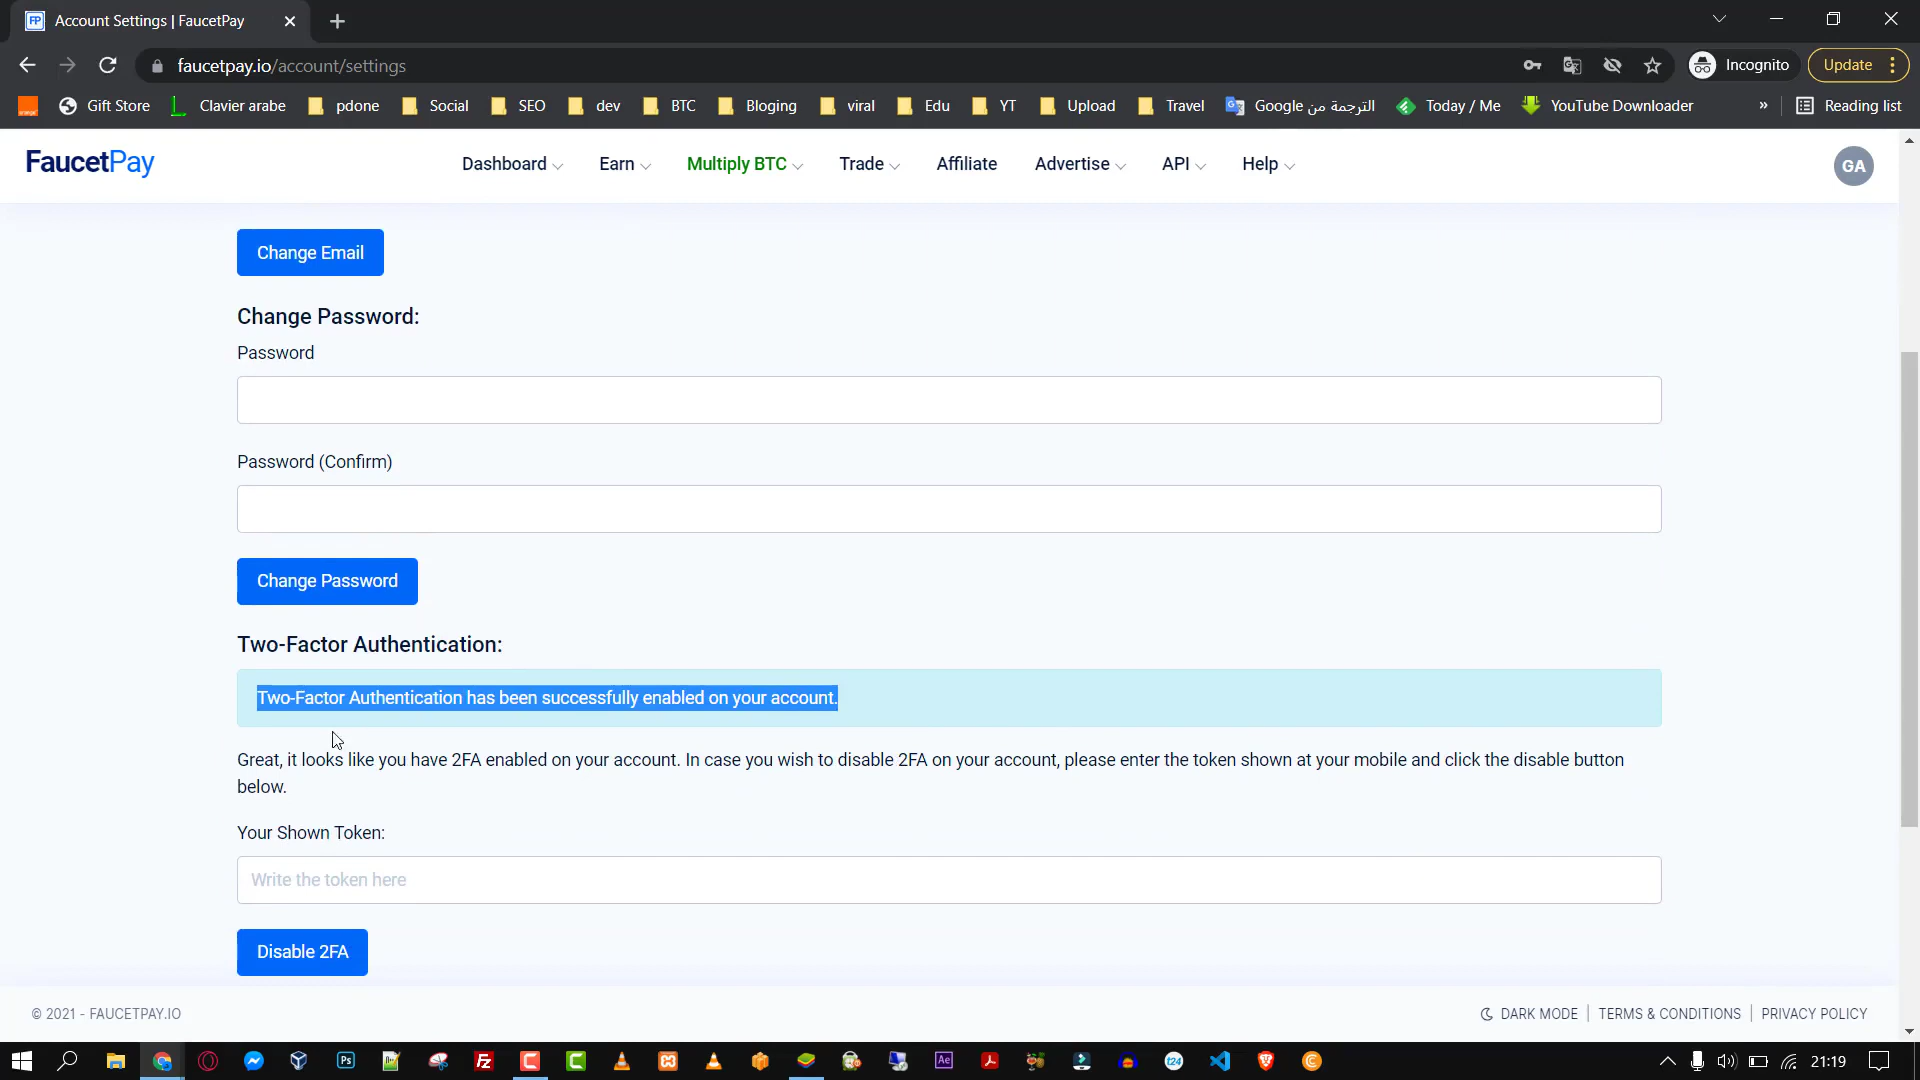 FP Account Settings | FaucetPay
faucetpay.io/account/settings
Incognito
Update
Gift Store
Clavier arabe
pdone
Social
SEO
dev
BTC
Bloging
viral
Edu
YT
Upload
Travel
الترجمة من Google
Today / Me
YouTube Downloader
»
Reading list
FaucetPay
Dashboard
Earn
Multiply BTC
Trade
Affiliate
Advertise
API
Help
GA
Change Email
Change Password:
Password
Password (Confirm)
Change Password
Two-Factor Authentication:
Two-Factor Authentication has been successfully enabled on your account.
Great, it looks like you have 2FA enabled on your account. In case you wish to disable 2FA on your account, please enter the token shown at your mobile and click the disable button
below.
Your Shown Token:
Write the token here
Disable 2FA
© 2021 - FAUCETPAY.IO
DARK MODE
TERMS & CONDITIONS
PRIVACY POLICY
Ps
Fz
Ae
t24
21:19